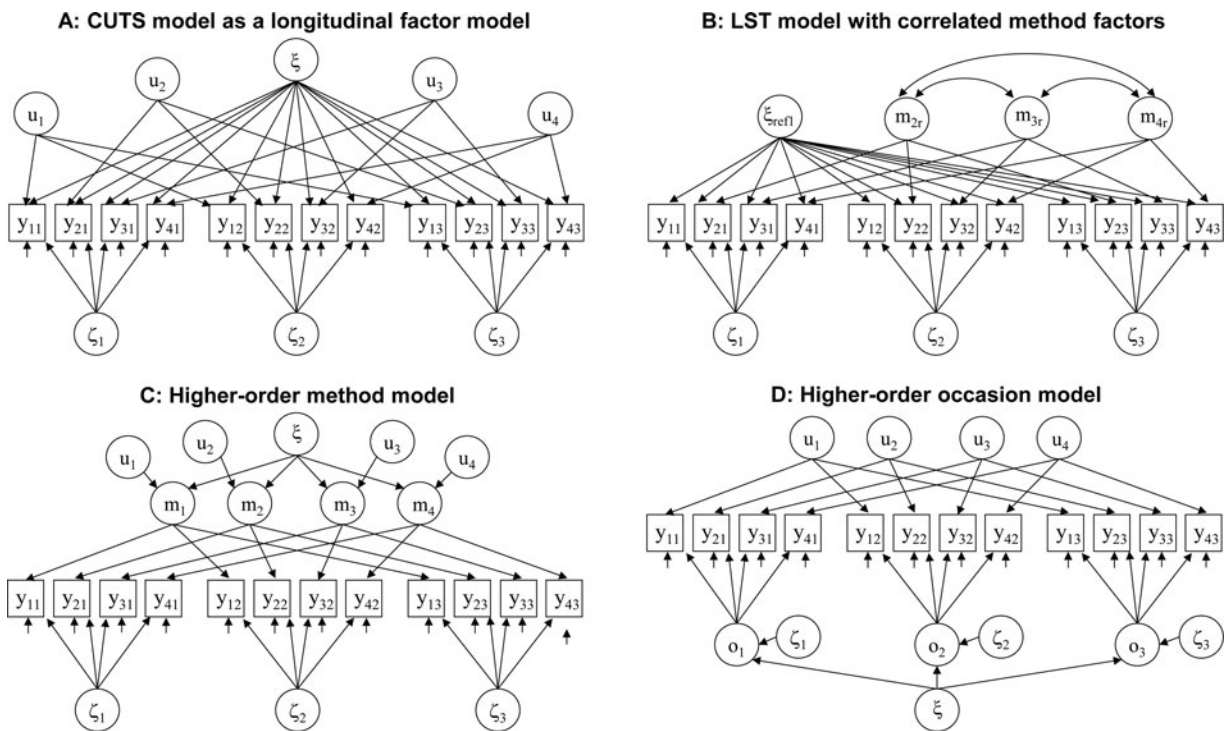 A: CUTS model as a longitudinal factor model
u₁ u₂ ξ u₃ u₄
y₁₁ y₂₁ y₃₁ y₄₁ y₁₂ y₂₂ y₃₂ y₄₂ y₁₃ y₂₃ y₃₃ y₄₃
ζ₁ ζ₂ ζ₃
B: LST model with correlated method factors
ξref1 m₂ᵣ m₃ᵣ m₄ᵣ
y₁₁ y₂₁ y₃₁ y₄₁ y₁₂ y₂₂ y₃₂ y₄₂ y₁₃ y₂₃ y₃₃ y₄₃
ζ₁ ζ₂ ζ₃
C: Higher-order method model
u₁ u₂ ξ u₃ u₄
m₁ m₂ m₃ m₄
y₁₁ y₂₁ y₃₁ y₄₁ y₁₂ y₂₂ y₃₂ y₄₂ y₁₃ y₂₃ y₃₃ y₄₃
ζ₁ ζ₂ ζ₃
D: Higher-order occasion model
u₁ u₂ u₃ u₄
y₁₁ y₂₁ y₃₁ y₄₁ y₁₂ y₂₂ y₃₂ y₄₂ y₁₃ y₂₃ y₃₃ y₄₃
o₁ ζ₁ o₂ ζ₂ o₃ ζ₃
ξ